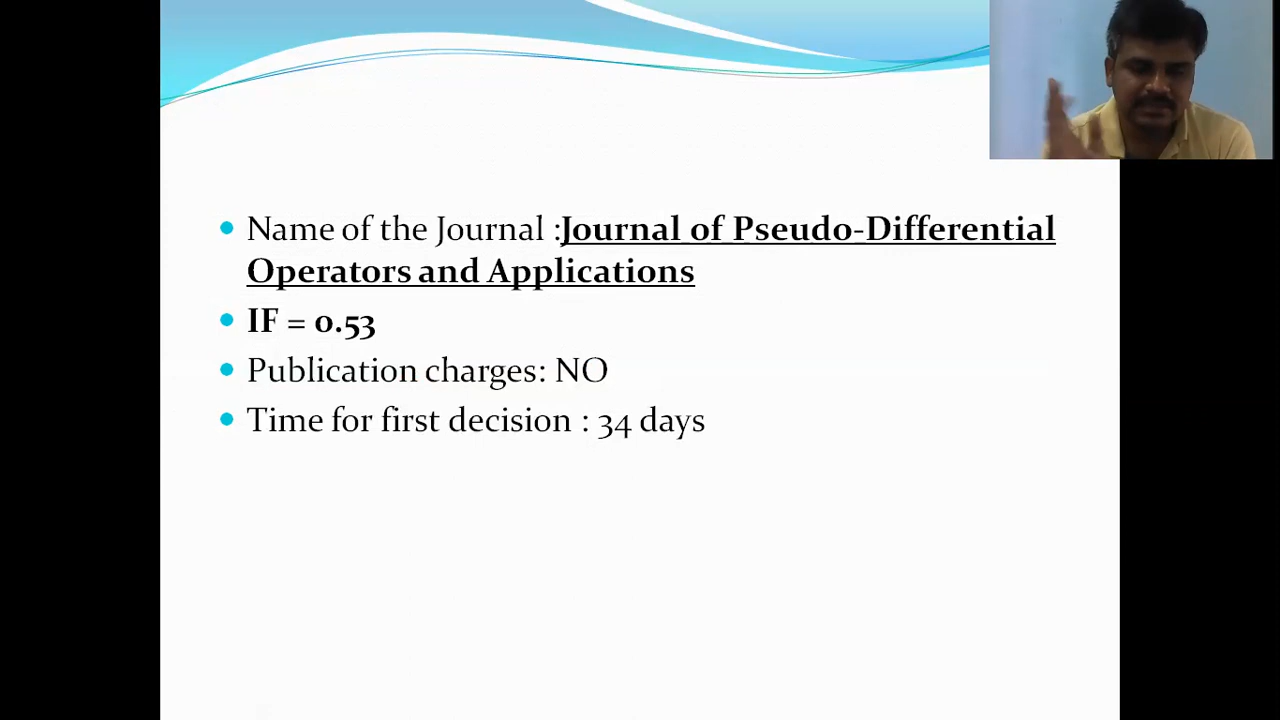 Name of the Journal :Journal of Pseudo-Differential
Operators and Applications
IF = 0.53
Publication charges: NO
Time for first decision : 34 days